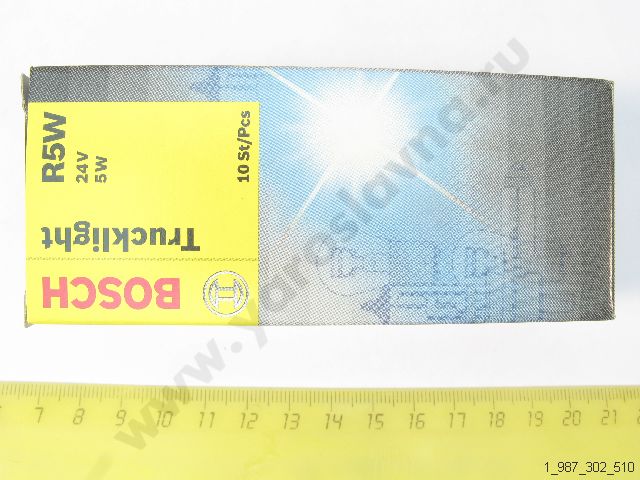 R5W
24V
5W
10 St/Pcs
Trucklight
BOSCH
www.yaroslavna.ru
7 8 9 10 11 12 13 14 15 16 17 18 19 20 21
1_987_302_510